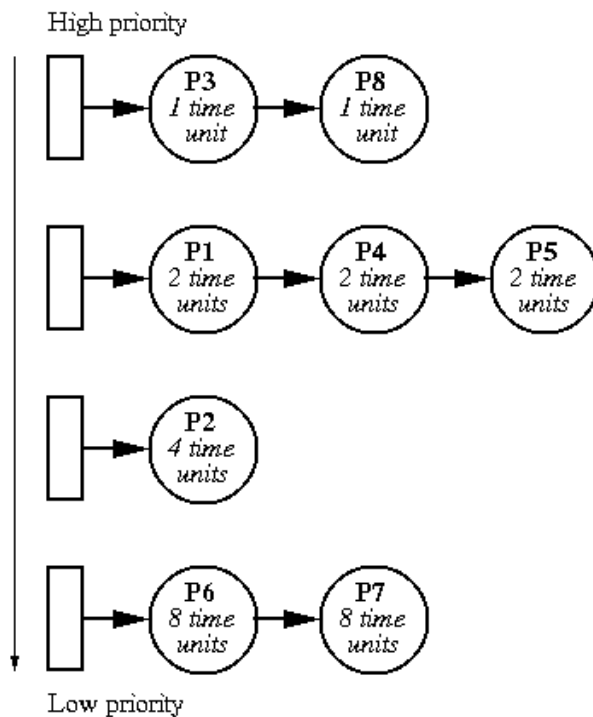 High priority
P3
1 time
unit
P8
1 time
unit
P1
2 time
units
P4
2 time
units
P5
2 time
units
P2
4 time
units
P6
8 time
units
P7
8 time
units
Low priority